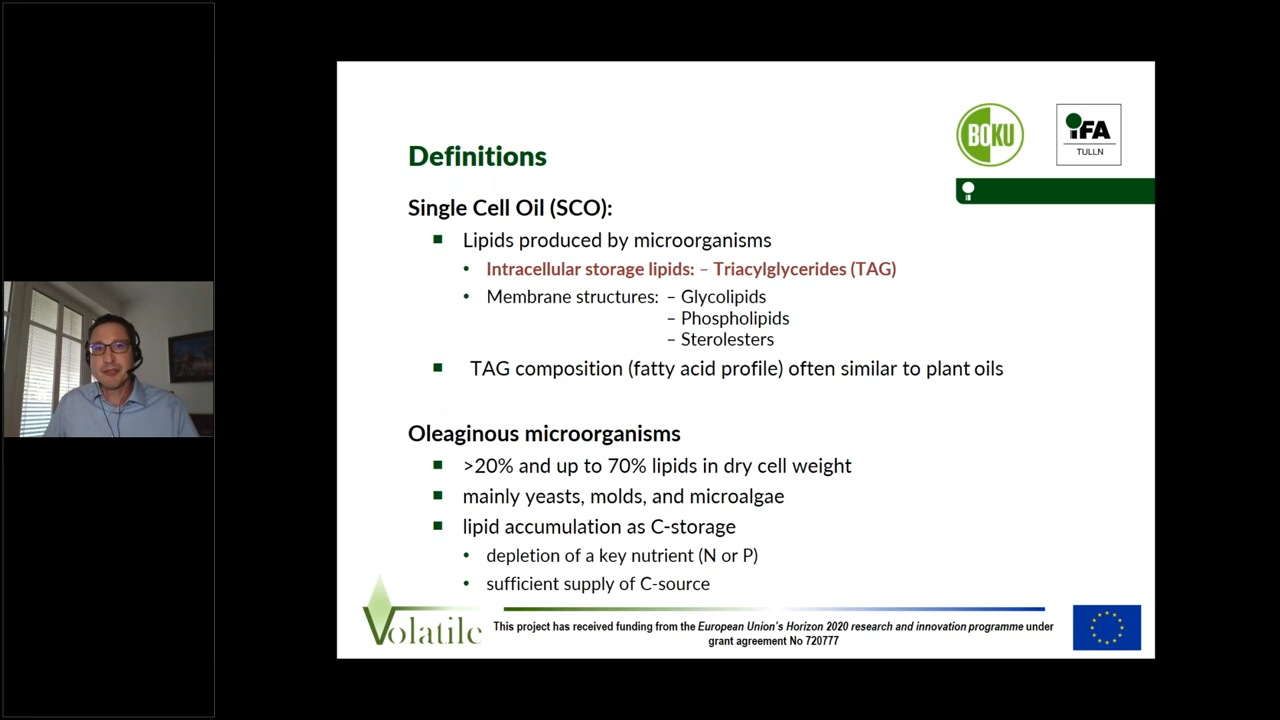 BOKU
iFA
TULLN
Definitions
Single Cell Oil (SCO):
Lipids produced by microorganisms
• Intracellular storage lipids: – Triacylglycerides (TAG)
• Membrane structures: – Glycolipids
– Phospholipids
– Sterolesters
TAG composition (fatty acid profile) often similar to plant oils
Oleaginous microorganisms
>20% and up to 70% lipids in dry cell weight
mainly yeasts, molds, and microalgae
lipid accumulation as C-storage
• depletion of a key nutrient (N or P)
• sufficient supply of C-source
Volatile
This project has received funding from the European Union's Horizon 2020 research and innovation programme under
grant agreement No 720777